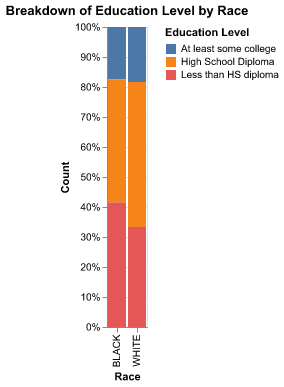 Breakdown of Education Level by Race
Education Level
At least some college
High School Diploma
Less than HS diploma
Count
100%
90%
80%
70%
60%
50%
40%
30%
20%
10%
0%
BLACK
WHITE
Race